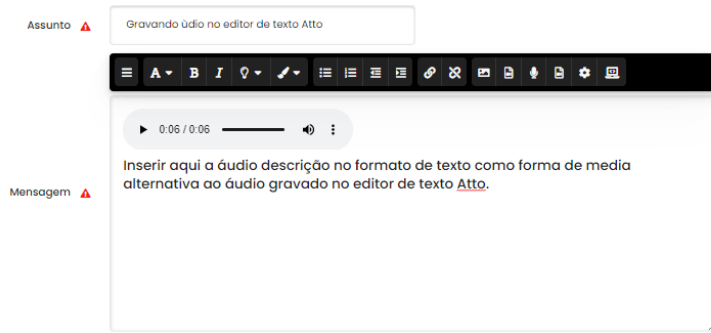 Assunto
Gravando ùdio no editor de texto Atto
A
B
I
0:06 / 0:06
Inserir aqui a áudio descrição no formato de texto como forma de media
alternativa ao áudio gravado no editor de texto Atto.
Mensagem